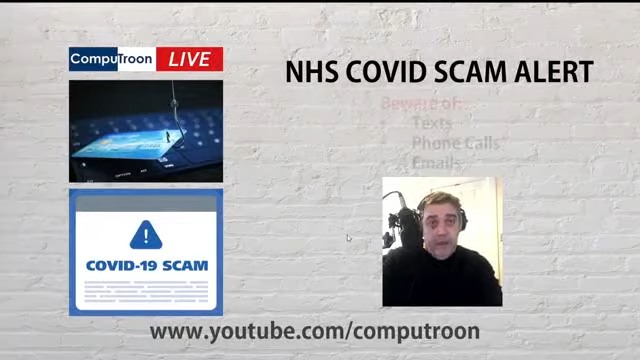 CompuTroon LIVE
NHS COVID SCAM ALERT
Beware of:
Texts
Phone Calls
Emails
COVID-19 SCAM
www.youtube.com/computroon